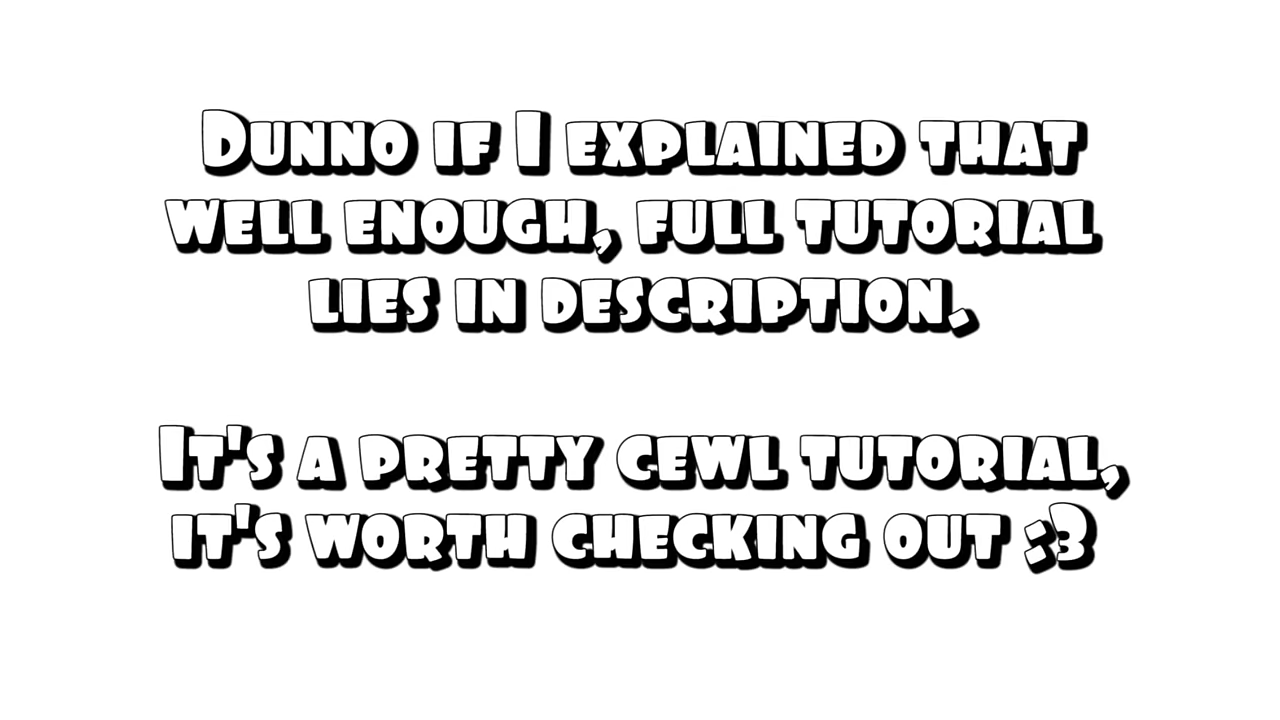 Dunno if I explained that
well enough, full tutorial
lies in description.
It's a pretty cewl tutorial,
it's worth checking out :3